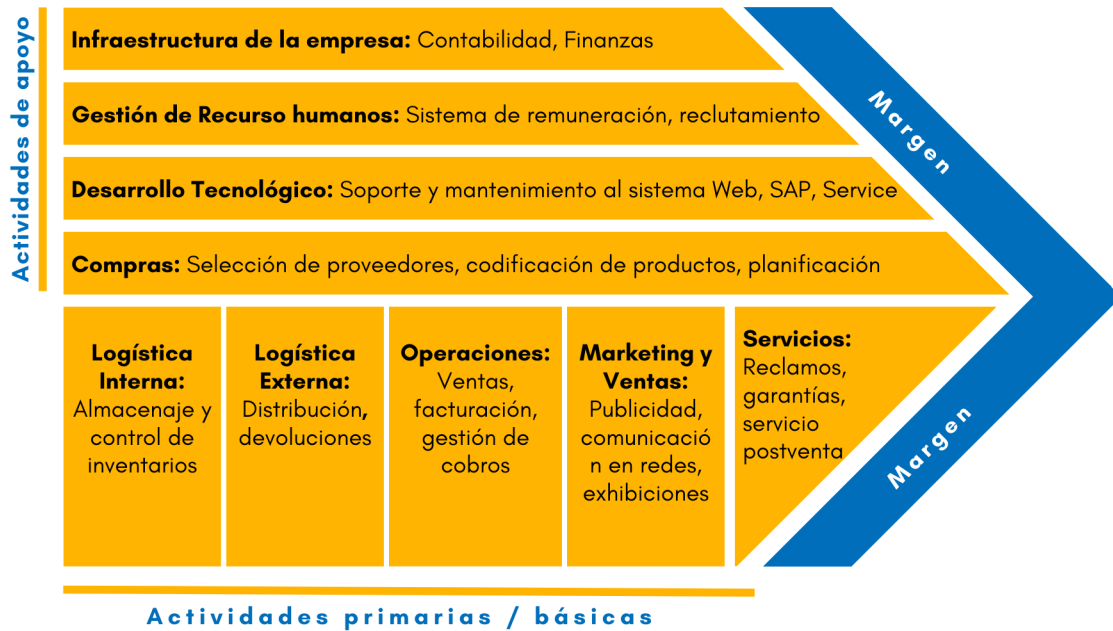 Actividades de apoyo
Infraestructura de la empresa: Contabilidad, Finanzas
Gestión de Recurso humanos: Sistema de remuneración, reclutamiento
Desarrollo Tecnológico: Soporte y mantenimiento al sistema Web, SAP, Service
Compras: Selección de proveedores, codificación de productos, planificación
Margen
Logística
Interna:
Almacenaje y
control de
inventarios
Logística
Externa:
Distribución,
devoluciones
Operaciones:
Ventas,
facturación,
gestión de
cobros
Marketing y
Ventas:
Publicidad,
comunicació
n en redes,
exhibiciones
Servicios:
Reclamos,
garantías,
servicio
postventa
Margen
Actividades primarias / básicas